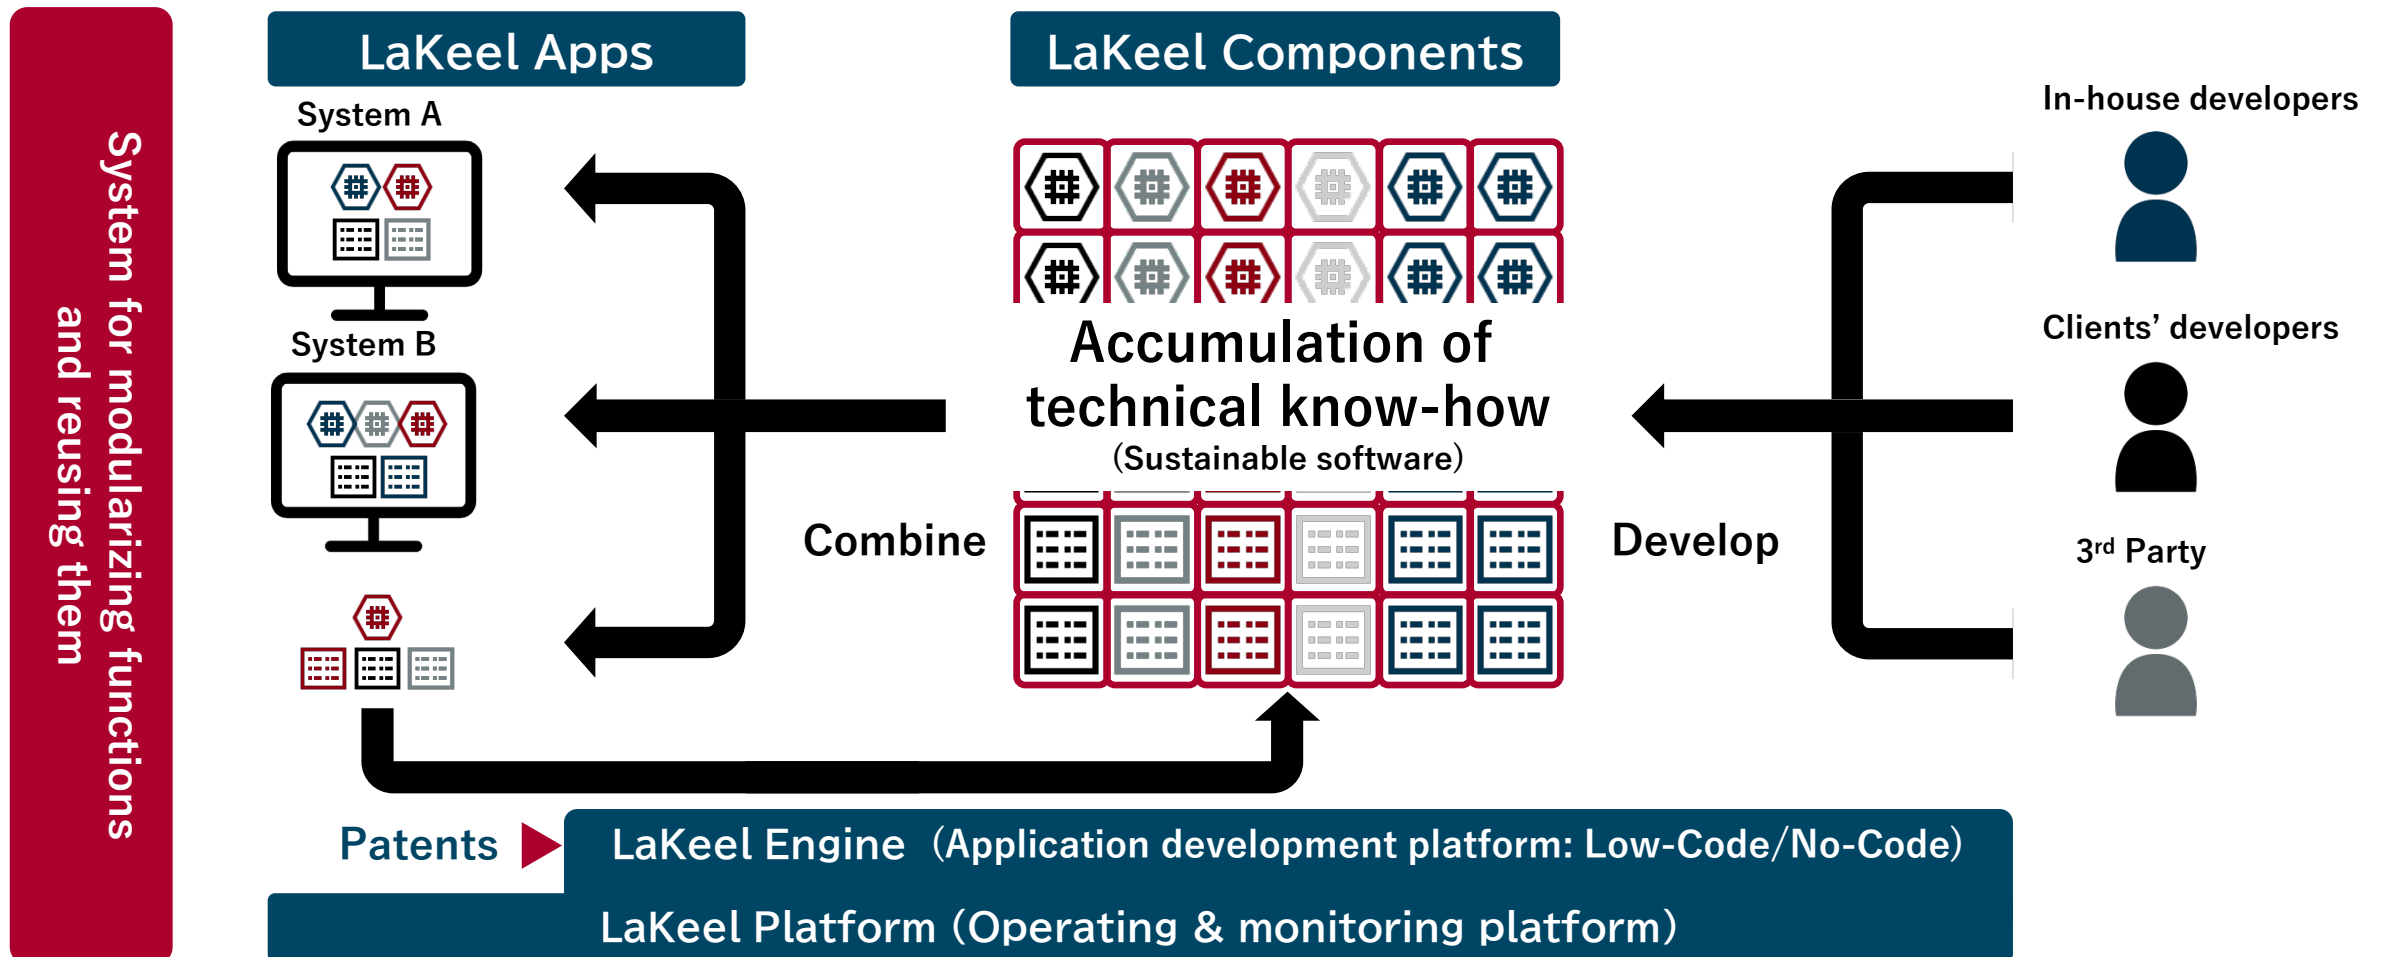 System for modularizing functions
and reusing them
LaKeel Apps
System A
System B
LaKeel Components
Accumulation of
technical know-how
(Sustainable software)
Combine
Develop
In-house developers
Clients’ developers
3rd Party
Patents
LaKeel Engine (Application development platform: Low-Code/No-Code)
LaKeel Platform (Operating & monitoring platform)